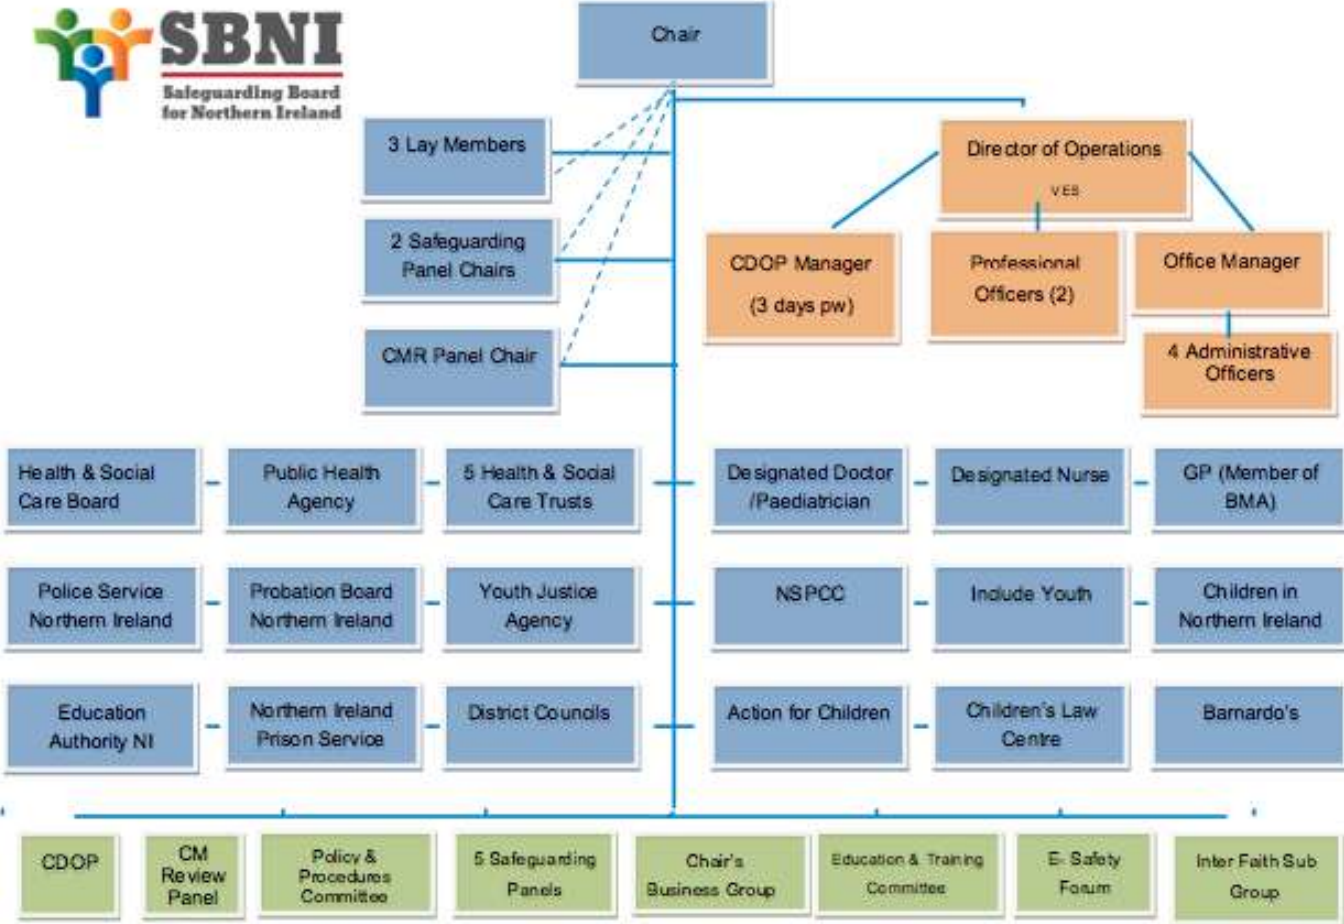 SBNI
Safeguarding Board
for Northern Ireland
Chair
3 Lay Members
Director of Operations
VES
2 Safeguarding
Panel Chairs
CDOP Manager
(3 days pw)
Professional
Officers (2)
Office Manager
CMR Panel Chair
4 Administrative
Officers
Health & Social
Care Board
Public Health
Agency
5 Health & Social
Care Trusts
Designated Doctor
/Paediatrician
Designated Nurse
GP (Member of
BMA)
Police Service
Northern Ireland
Probation Board
Northern Ireland
Youth Justice
Agency
NSPCC
Include Youth
Children in
Northern Ireland
Education
Authority NI
Northern Ireland
Prison Service
District Councils
Action for Children
Children's Law
Centre
Barnardo's
CDOP
CM
Review
Panel
Policy &
Procedures
Committee
5 Safeguarding
Panels
Chair's
Business Group
Education & Training
Committee
E- Safety
Forum
Inter Faith Sub
Group